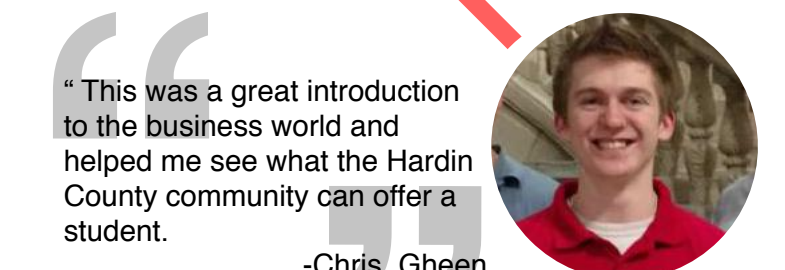 “ This was a great introduction
to the business world and
helped me see what the Hardin
County community can offer a
student.
-Chris Gheen